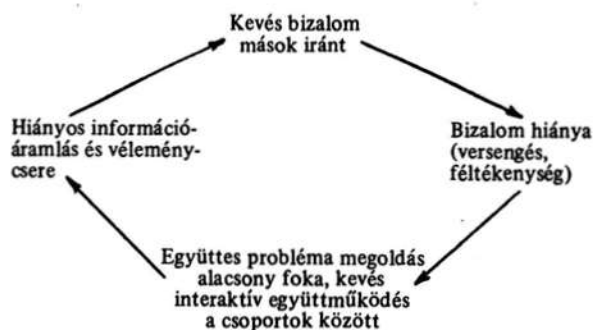 Kevés bizalom
mások iránt
Bizalom hiánya
(versengés,
féltékenység)
Együttes probléma megoldás
alacsony foka, kevés
interaktív együttműködés
a csoportok között
Hiányos információ-
áramlás és vélemény-
csere